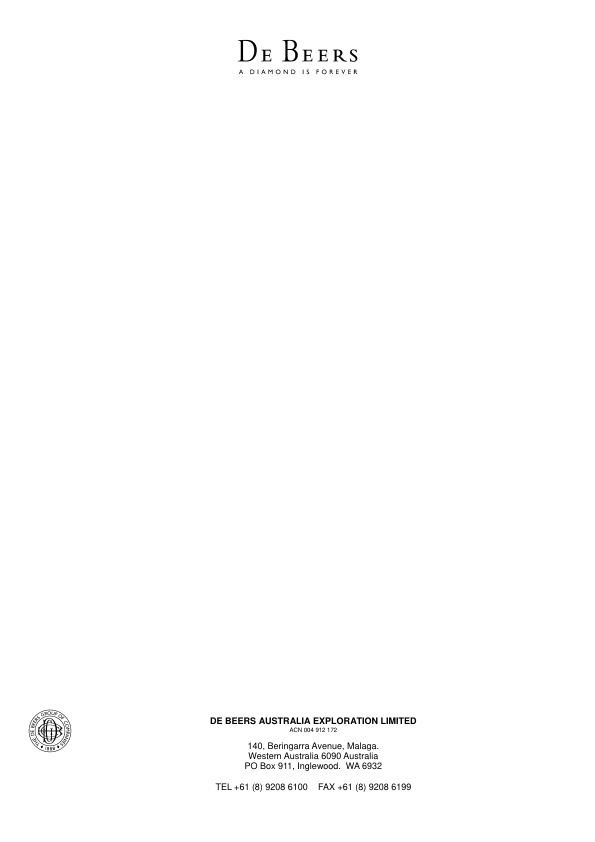 DE BEERS
A DIAMOND IS FOREVER
THE DE BEERS GROUP OF COMPANIES
1888
DE BEERS AUSTRALIA EXPLORATION LIMITED
ACN 004 912 172
140, Beringarra Avenue, Malaga.
Western Australia 6090 Australia
PO Box 911, Inglewood.  WA 6932
TEL +61 (8) 9208 6100    FAX +61 (8) 9208 6199